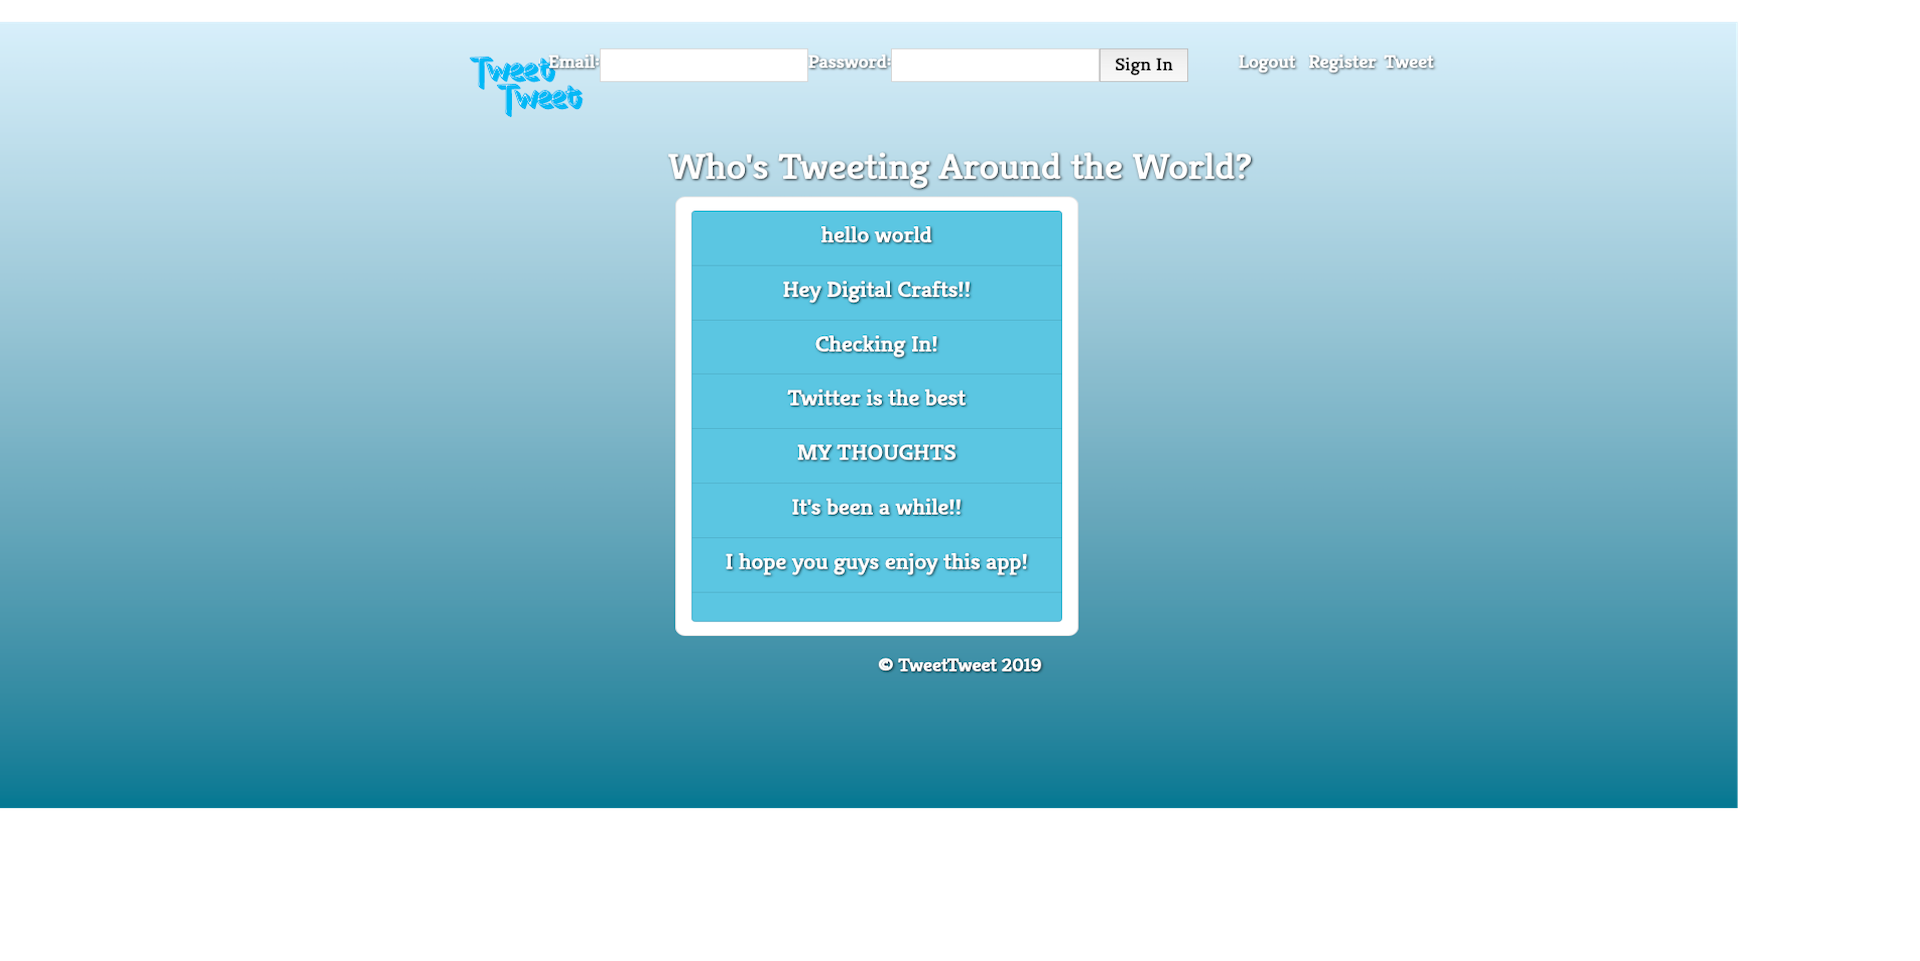 Tweet
Tweet
Email: Password: Sign In Logout Register Tweet
Who's Tweeting Around the World?
hello world
Hey Digital Crafts!!
Checking In!
Twitter is the best
MY THOUGHTS
It's been a while!!
I hope you guys enjoy this app!
© TweetTweet 2019